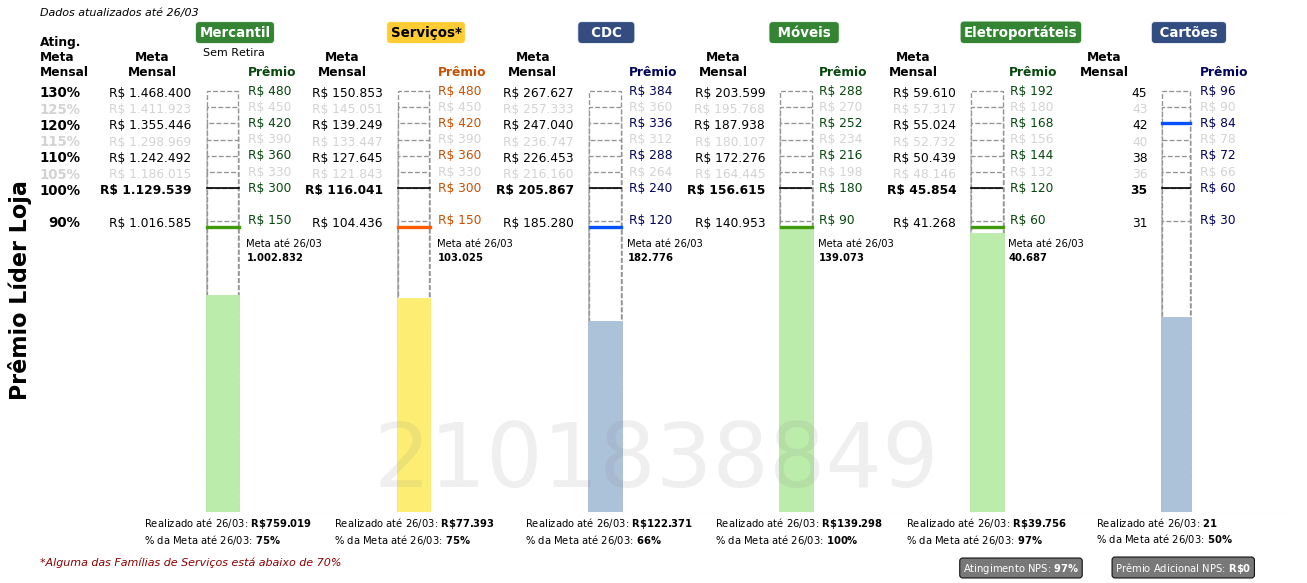 Dados atualizados até 26/03
Mercantil Serviços* CDC Móveis Eletroportáteis Cartões
Sem Retira
Ating. Meta Mensal
Meta Mensal Prêmio Meta Mensal Prêmio Meta Mensal Prêmio Meta Mensal Prêmio Meta Mensal Prêmio Meta Mensal Prêmio
130% R$ 1.468.400 R$ 480 R$ 150.853 R$ 480 R$ 267.627 R$ 384 R$ 203.599 R$ 288 R$ 59.610 R$ 192 45 R$ 96
125% R$ 1.411.923 R$ 450 R$ 145.051 R$ 450 R$ 257.333 R$ 360 R$ 195.768 R$ 270 R$ 57.317 R$ 180 43 R$ 90
120% R$ 1.355.446 R$ 420 R$ 139.249 R$ 420 R$ 247.040 R$ 336 R$ 187.938 R$ 252 R$ 55.024 R$ 168 42 R$ 84
115% R$ 1.298.969 R$ 390 R$ 133.447 R$ 390 R$ 236.747 R$ 312 R$ 180.107 R$ 234 R$ 52.732 R$ 156 40 R$ 78
110% R$ 1.242.492 R$ 360 R$ 127.645 R$ 360 R$ 226.453 R$ 288 R$ 172.276 R$ 216 R$ 50.439 R$ 144 38 R$ 72
105% R$ 1.186.015 R$ 330 R$ 121.843 R$ 330 R$ 216.160 R$ 264 R$ 164.445 R$ 198 R$ 48.146 R$ 132 36 R$ 66
100% R$ 1.129.539 R$ 300 R$ 116.041 R$ 300 R$ 205.867 R$ 240 R$ 156.615 R$ 180 R$ 45.854 R$ 120 35 R$ 60
90% R$ 1.016.585 R$ 150 R$ 104.436 R$ 150 R$ 185.280 R$ 120 R$ 140.953 R$ 90 R$ 41.268 R$ 60 31 R$ 30
Meta até 26/03 Meta até 26/03 Meta até 26/03 Meta até 26/03 Meta até 26/03
1.002.832 103.025 182.776 139.073 40.687
Prêmio Líder Loja
2101838849
Realizado até 26/03: R$759.019 Realizado até 26/03: R$77.393 Realizado até 26/03: R$122.371 Realizado até 26/03: R$139.298 Realizado até 26/03: R$39.756 Realizado até 26/03: 21
% da Meta até 26/03: 75% % da Meta até 26/03: 75% % da Meta até 26/03: 66% % da Meta até 26/03: 100% % da Meta até 26/03: 97% % da Meta até 26/03: 50%
*Alguma das Famílias de Serviços está abaixo de 70%
Atingimento NPS: 97% Prêmio Adicional NPS: R$0